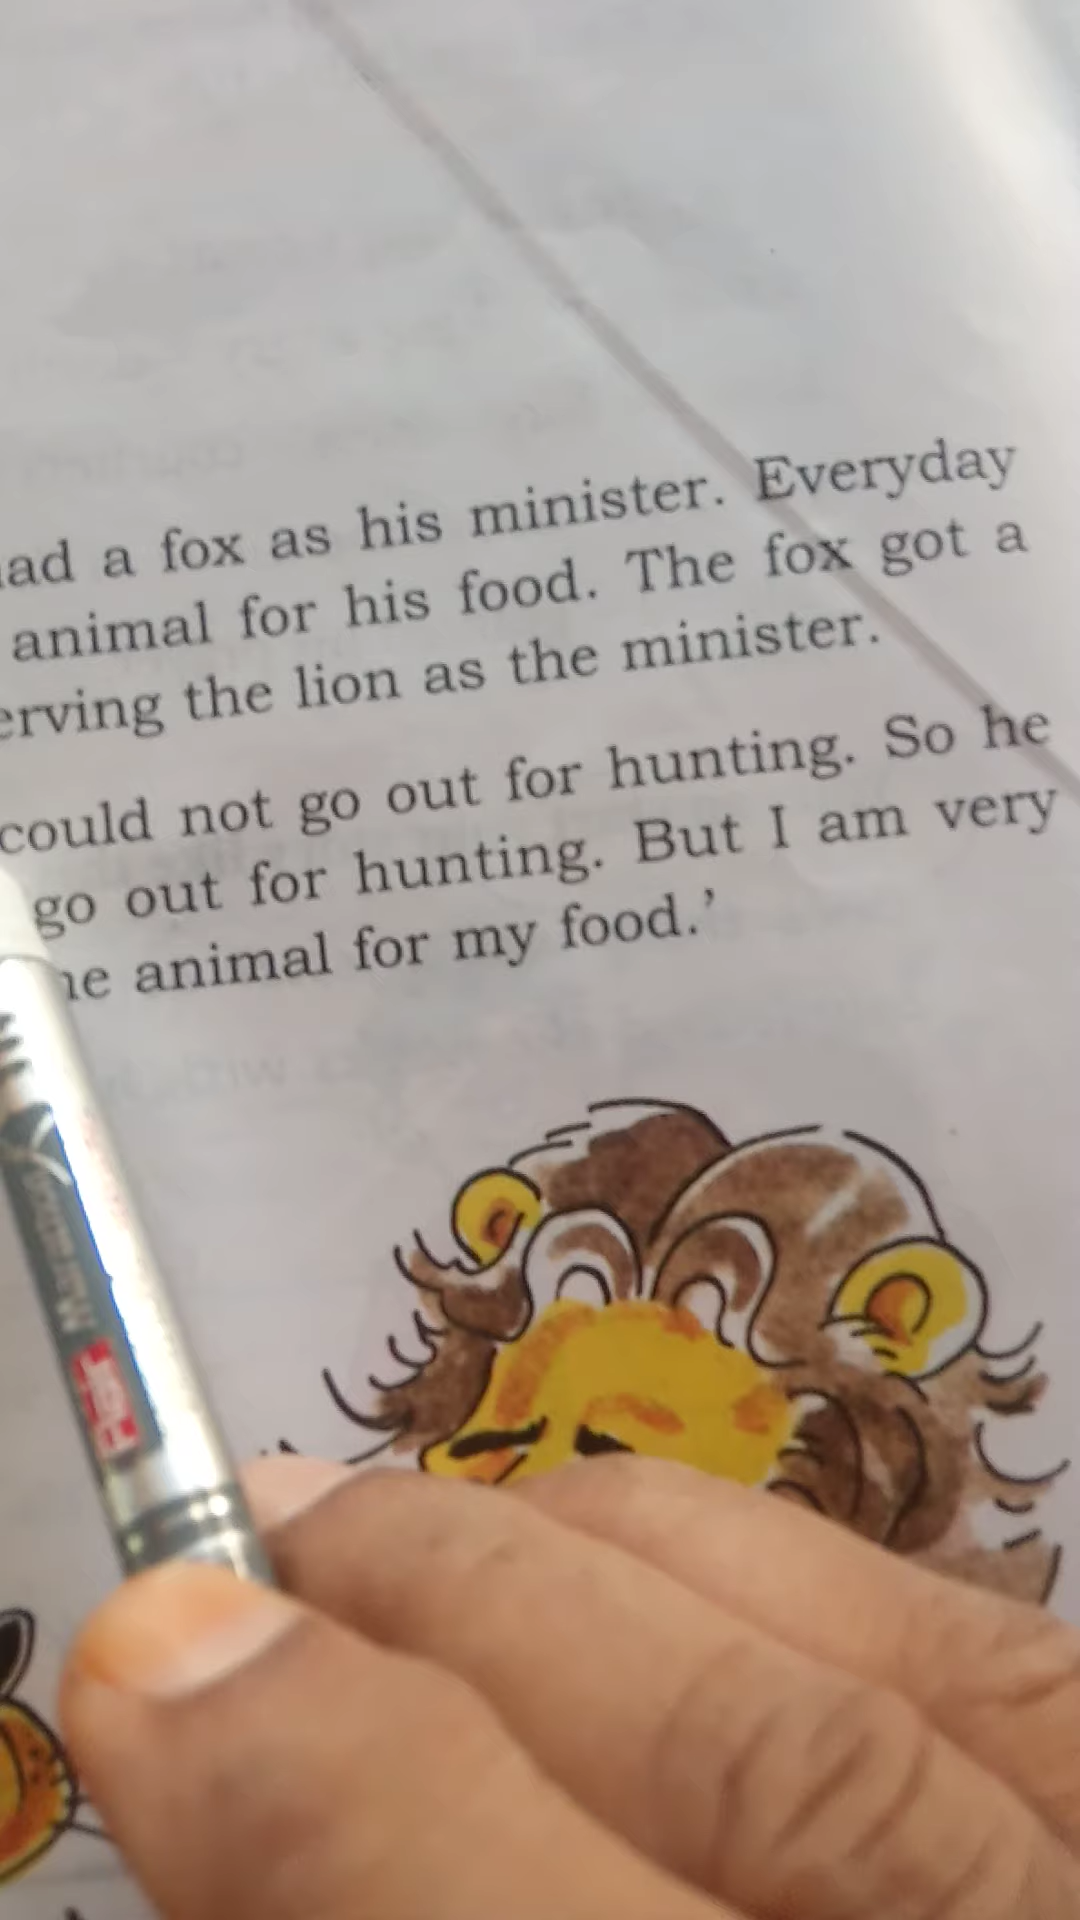 ad a fox as his minister. Everyday
animal for his food. The fox got a
erving the lion as the minister.
could not go out for hunting. So he
go out for hunting. But I am very
he animal for my food.’